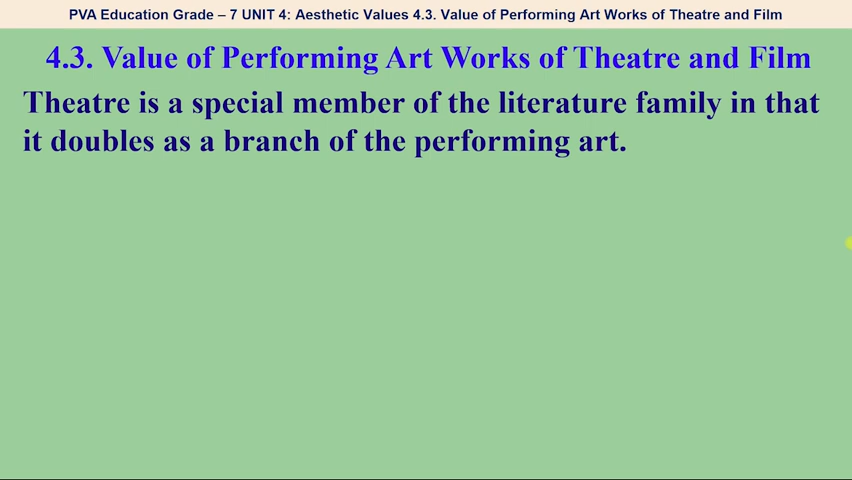 PVA Education Grade – 7 UNIT 4: Aesthetic Values 4.3. Value of Performing Art Works of Theatre and Film
4.3. Value of Performing Art Works of Theatre and Film
Theatre is a special member of the literature family in that
it doubles as a branch of the performing art.